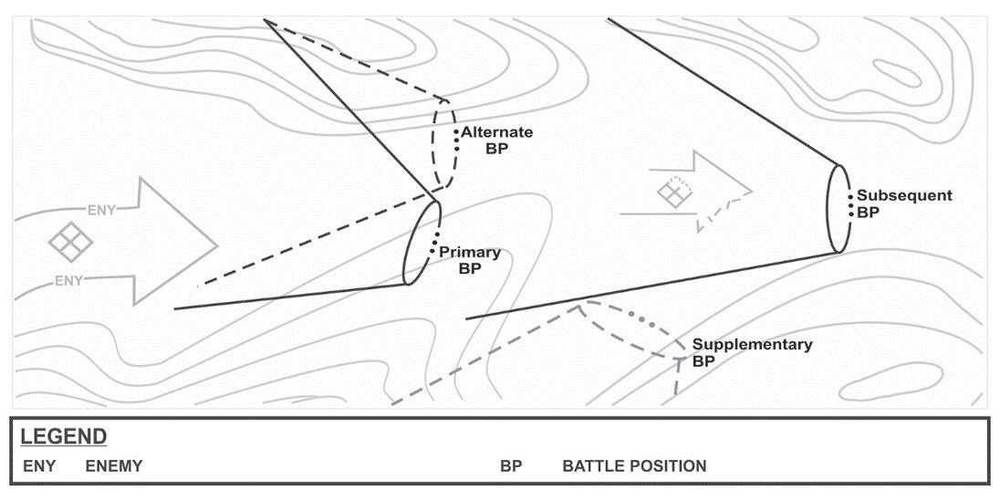 Alternate
BP
ENY
ENY
Primary
BP
Subsequent
BP
Supplementary
BP
LEGEND
ENY ENEMY BP BATTLE POSITION